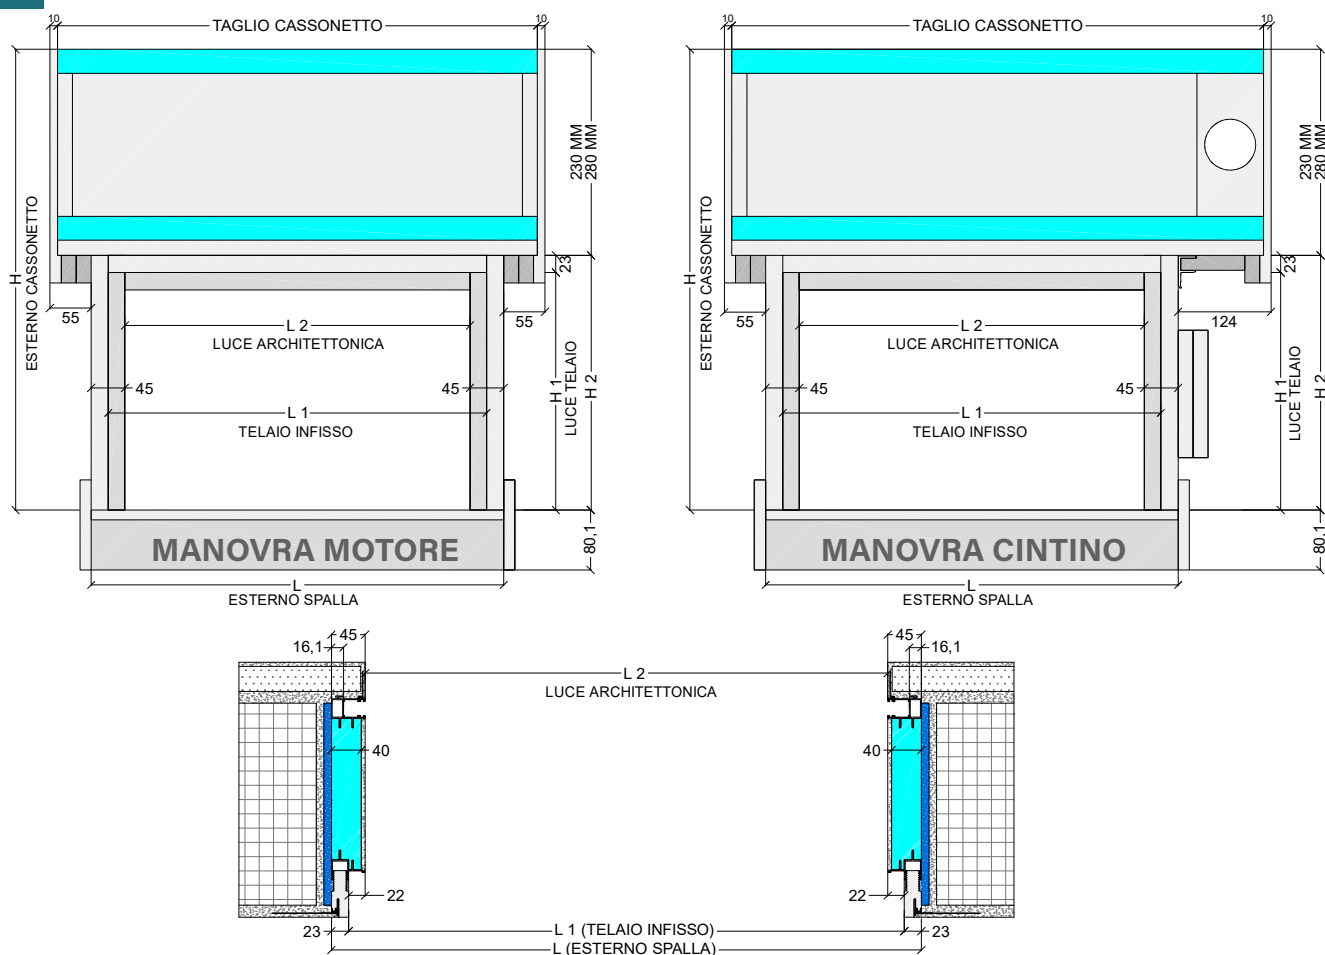 10
TAGLIO CASSONETTO
10
230 MM
280 MM
H
ESTERNO CASSONETTO
23
55
55
L 2
LUCE ARCHITETTONICA
45
45
L 1
TELAIO INFISSO
H 1
LUCE TELAIO
H 2
MANOVRA MOTORE
80,1
L
ESTERNO SPALLA
10
TAGLIO CASSONETTO
10
230 MM
280 MM
H
ESTERNO CASSONETTO
23
55
124
L 2
LUCE ARCHITETTONICA
45
45
L 1
TELAIO INFISSO
H 1
LUCE TELAIO
H 2
MANOVRA CINTINO
80,1
L
ESTERNO SPALLA
45
45
16,1
16,1
L 2
LUCE ARCHITETTONICA
40
40
22
22
23
L 1 (TELAIO INFISSO)
23
L (ESTERNO SPALLA)